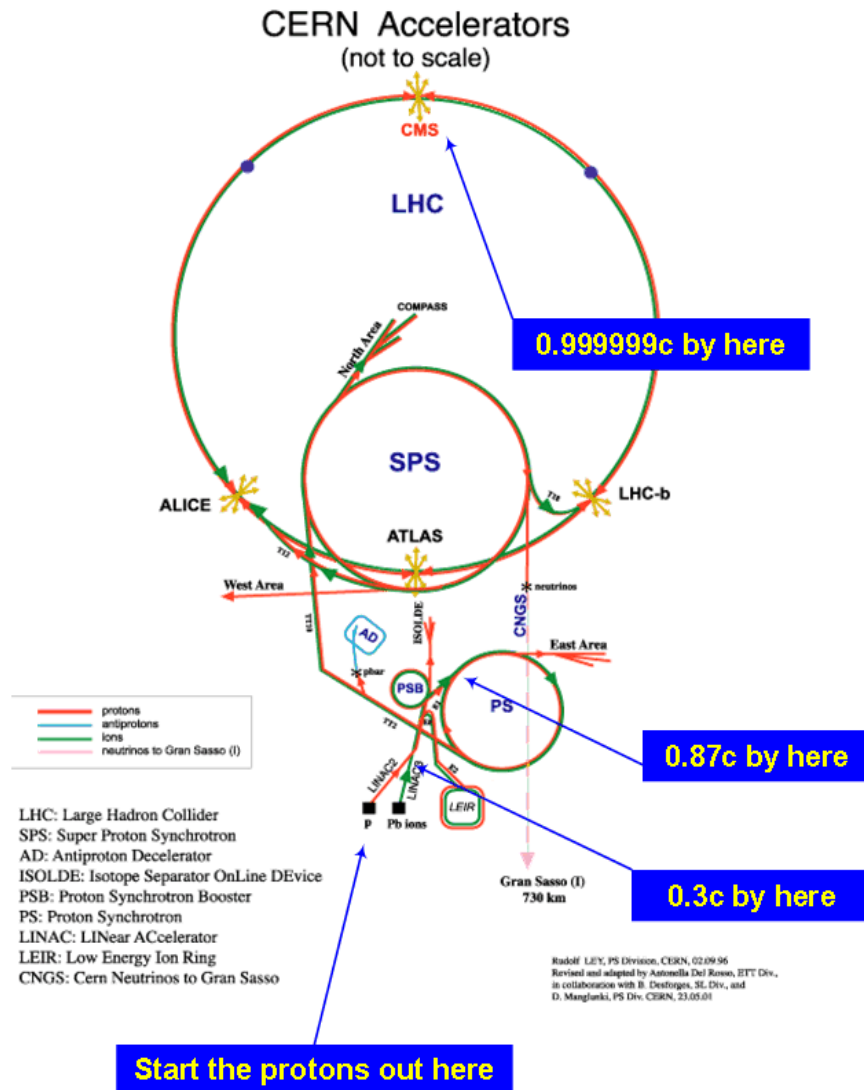 CERN Accelerators
(not to scale)
CMS
LHC
COMPASS
North Area
0.999999c by here
SPS
ALICE
LHC-b
TI8
ATLAS
TI2
West Area
neutrinos
CNGS
ISOLDE
TT10
East Area
AD
pbar
PSB
PS
protons
antiprotons
ions
neutrinos to Gran Sasso (I)
TT2
E2
0.87c by here
LINAC2
LINAC3
LEIR
P
Pb ions
LHC: Large Hadron Collider
SPS: Super Proton Synchrotron
AD: Antiproton Decelerator
ISOLDE: Isotope Separator OnLine DEvice
PSB: Proton Synchrotron Booster
PS: Proton Synchrotron
LINAC: LINear ACcelerator
LEIR: Low Energy Ion Ring
CNGS: Cern Neutrinos to Gran Sasso
Gran Sasso (I)
730 km
0.3c by here
Rudolf LEY, PS Division, CERN, 02.09.96
Revised and adapted by Antonella Del Rosso, ETT Div.,
in collaboration with B. Desforges, SL Div., and
D. Manglunki, PS Div. CERN, 23.05.01
Start the protons out here